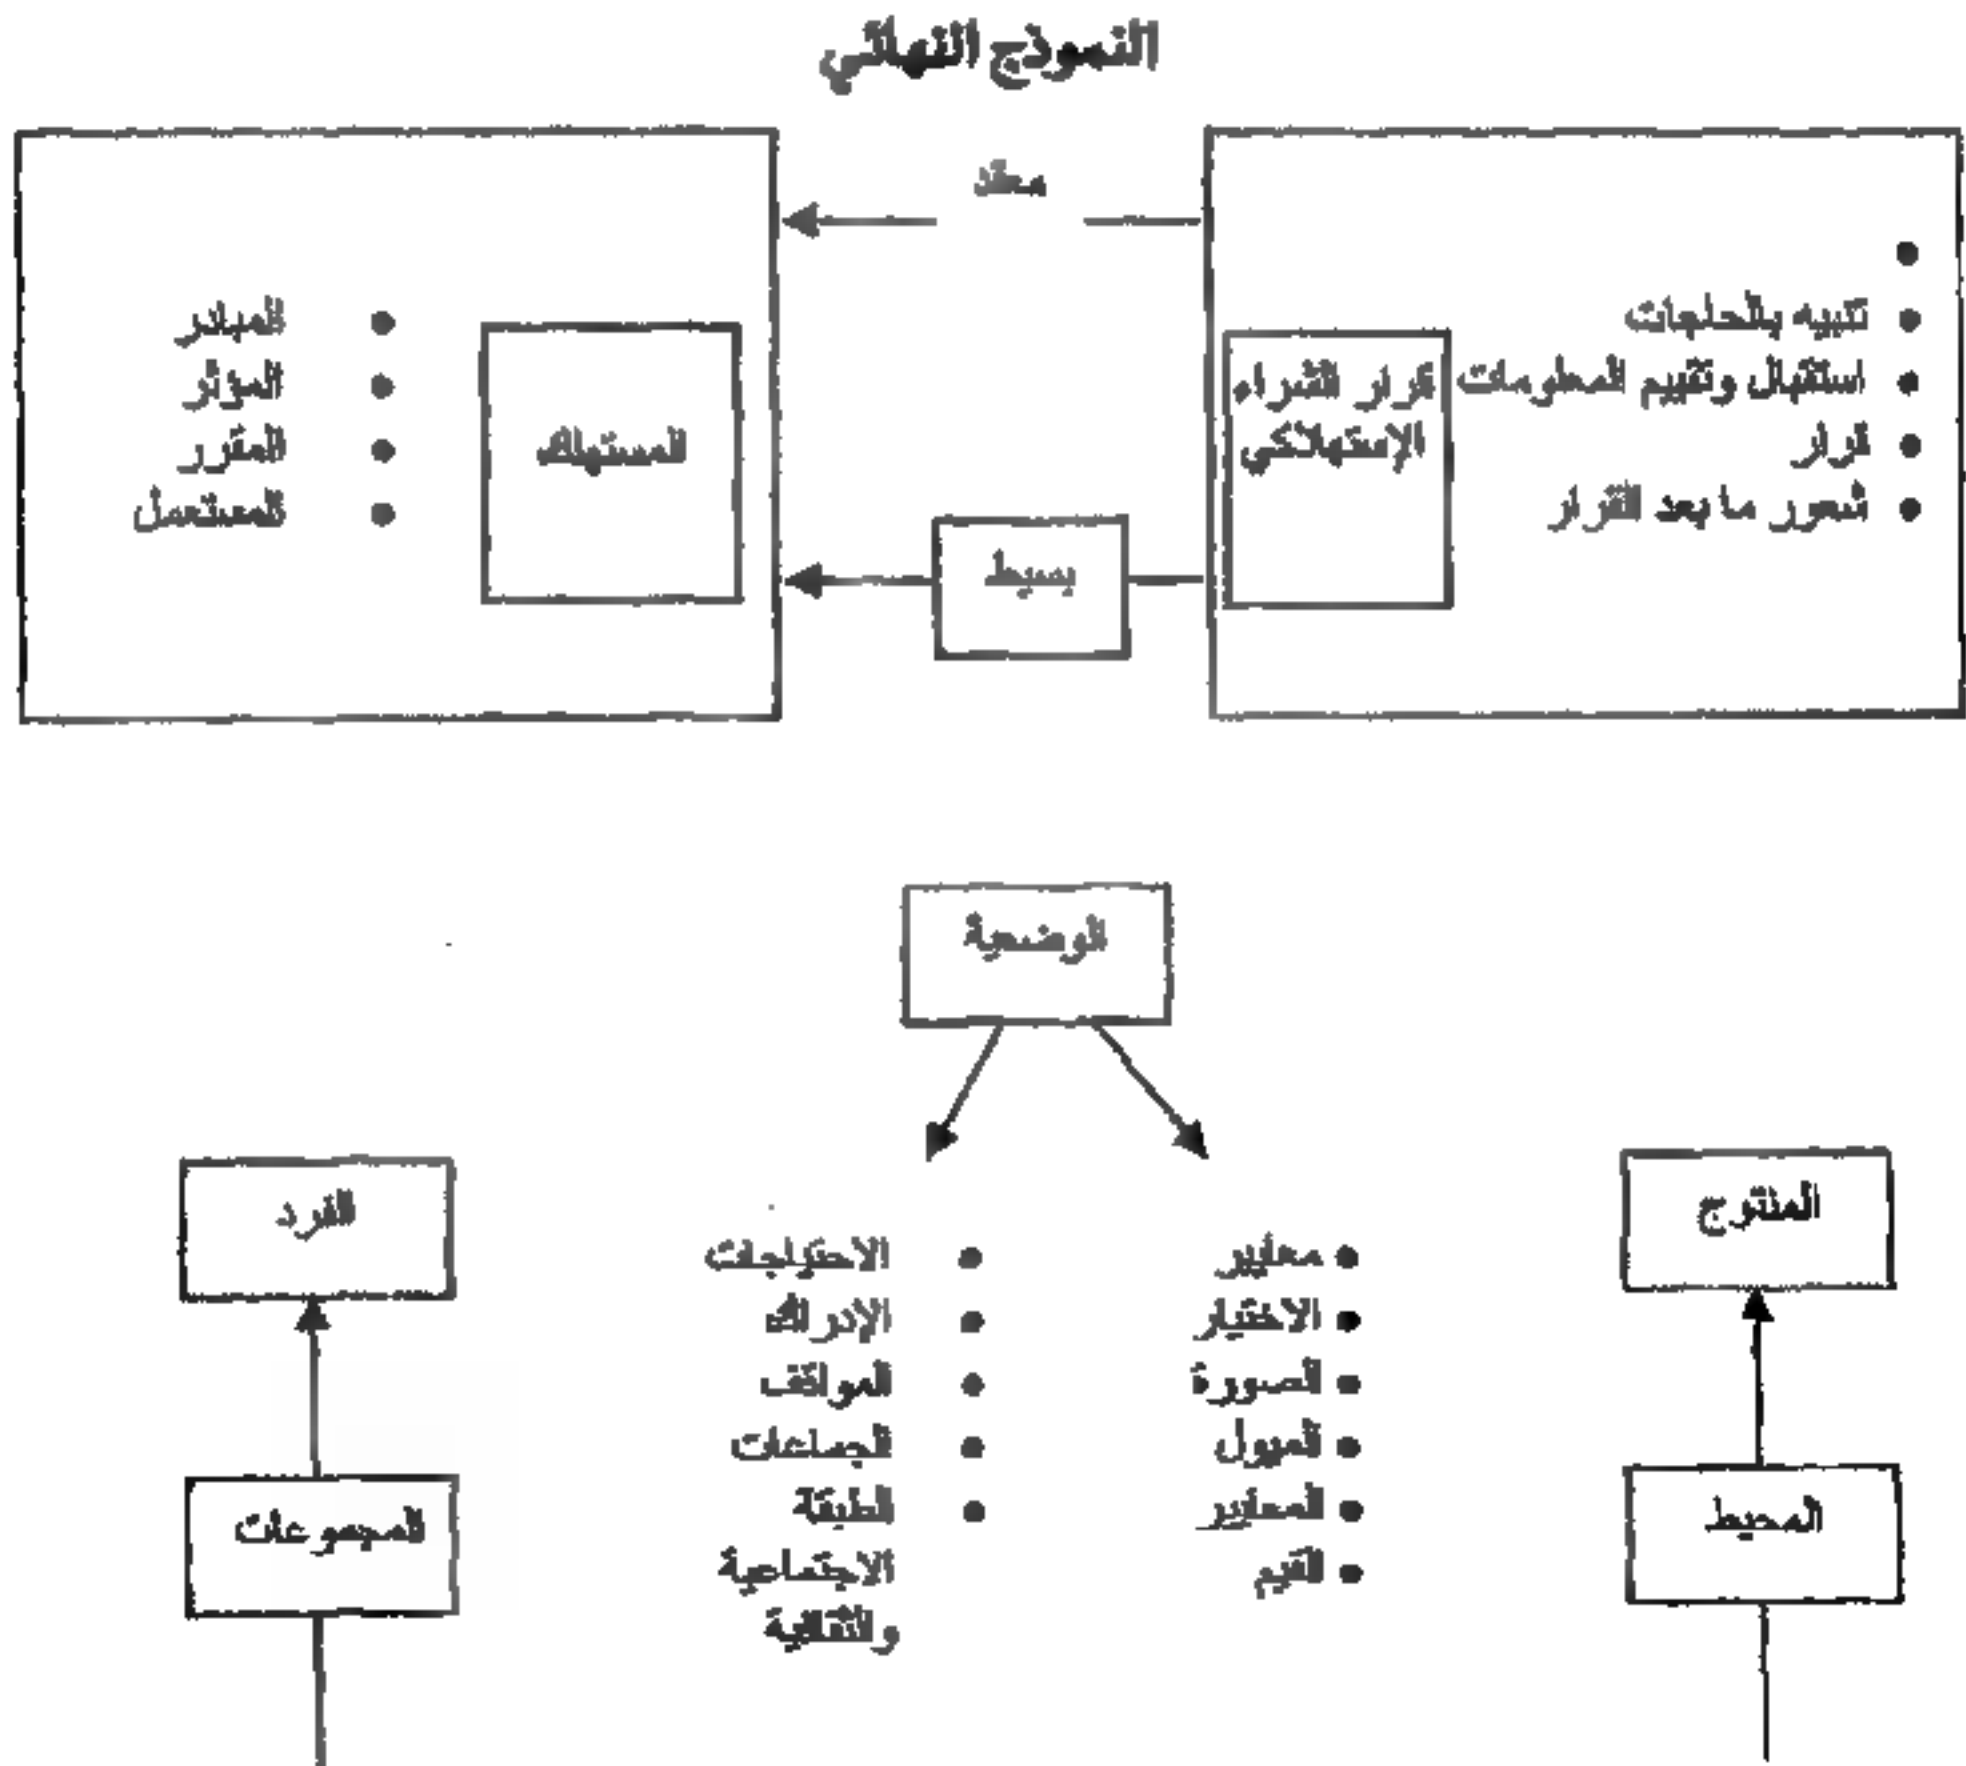 النموذج النهائي
معقد
تنبيه بالحاجات
استقبال وتقييم المعلومات
قرار
شعور ما بعد القرار
قرار الشراء
الاستهلاكي
بسيط
المستهلك
المبادر
المؤثر
المقرر
المستعمل
الوضعية
المنتوج
المحيط
معايير
الاختيار
الصورة
الميول
المعايير
القيم
الاحتياجات
الإدراك
المواقف
الجماعات
الطبقة
الاجتماعية
والثقافية
الفرد
المجموعات